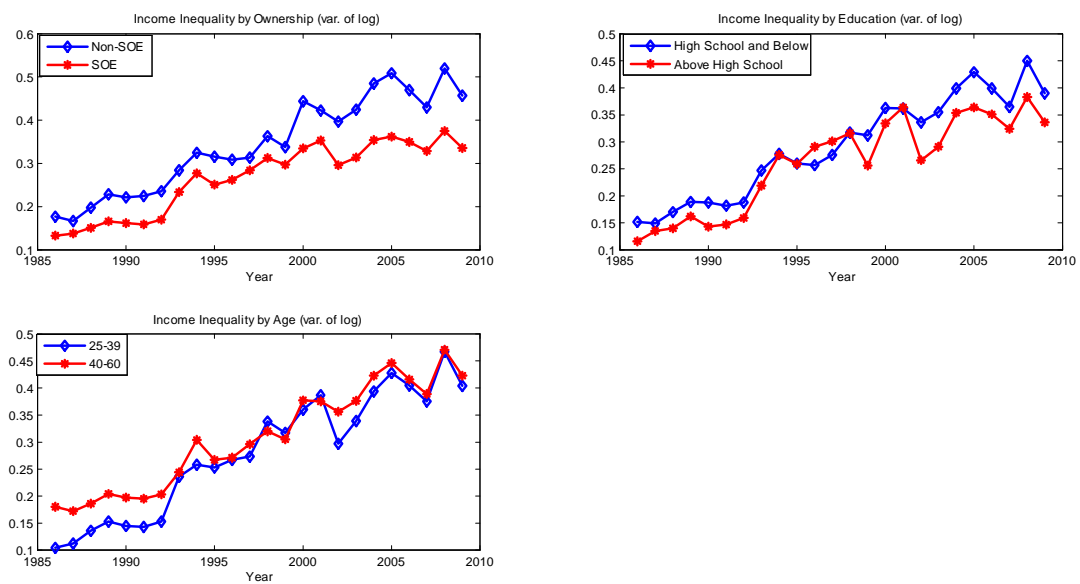 Income Inequality by Ownership (var. of log)
0.6
0.5
0.4
0.3
0.2
0.1
Non-SOE
SOE
1985 1990 1995 2000 2005 2010
Year
Income Inequality by Education (var. of log)
0.5
0.45
0.4
0.35
0.3
0.25
0.2
0.15
0.1
High School and Below
Above High School
1985 1990 1995 2000 2005 2010
Year
Income Inequality by Age (var. of log)
0.5
0.45
0.4
0.35
0.3
0.25
0.2
0.15
0.1
25-39
40-60
1985 1990 1995 2000 2005 2010
Year